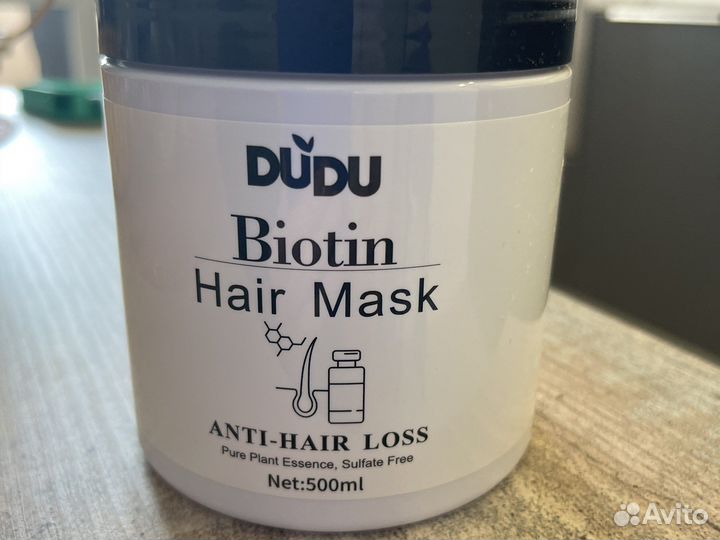 DUDU
Biotin
Hair Mask
ANTI-HAIR LOSS
Pure Plant Essence, Sulfate Free
Net:500ml
Avito